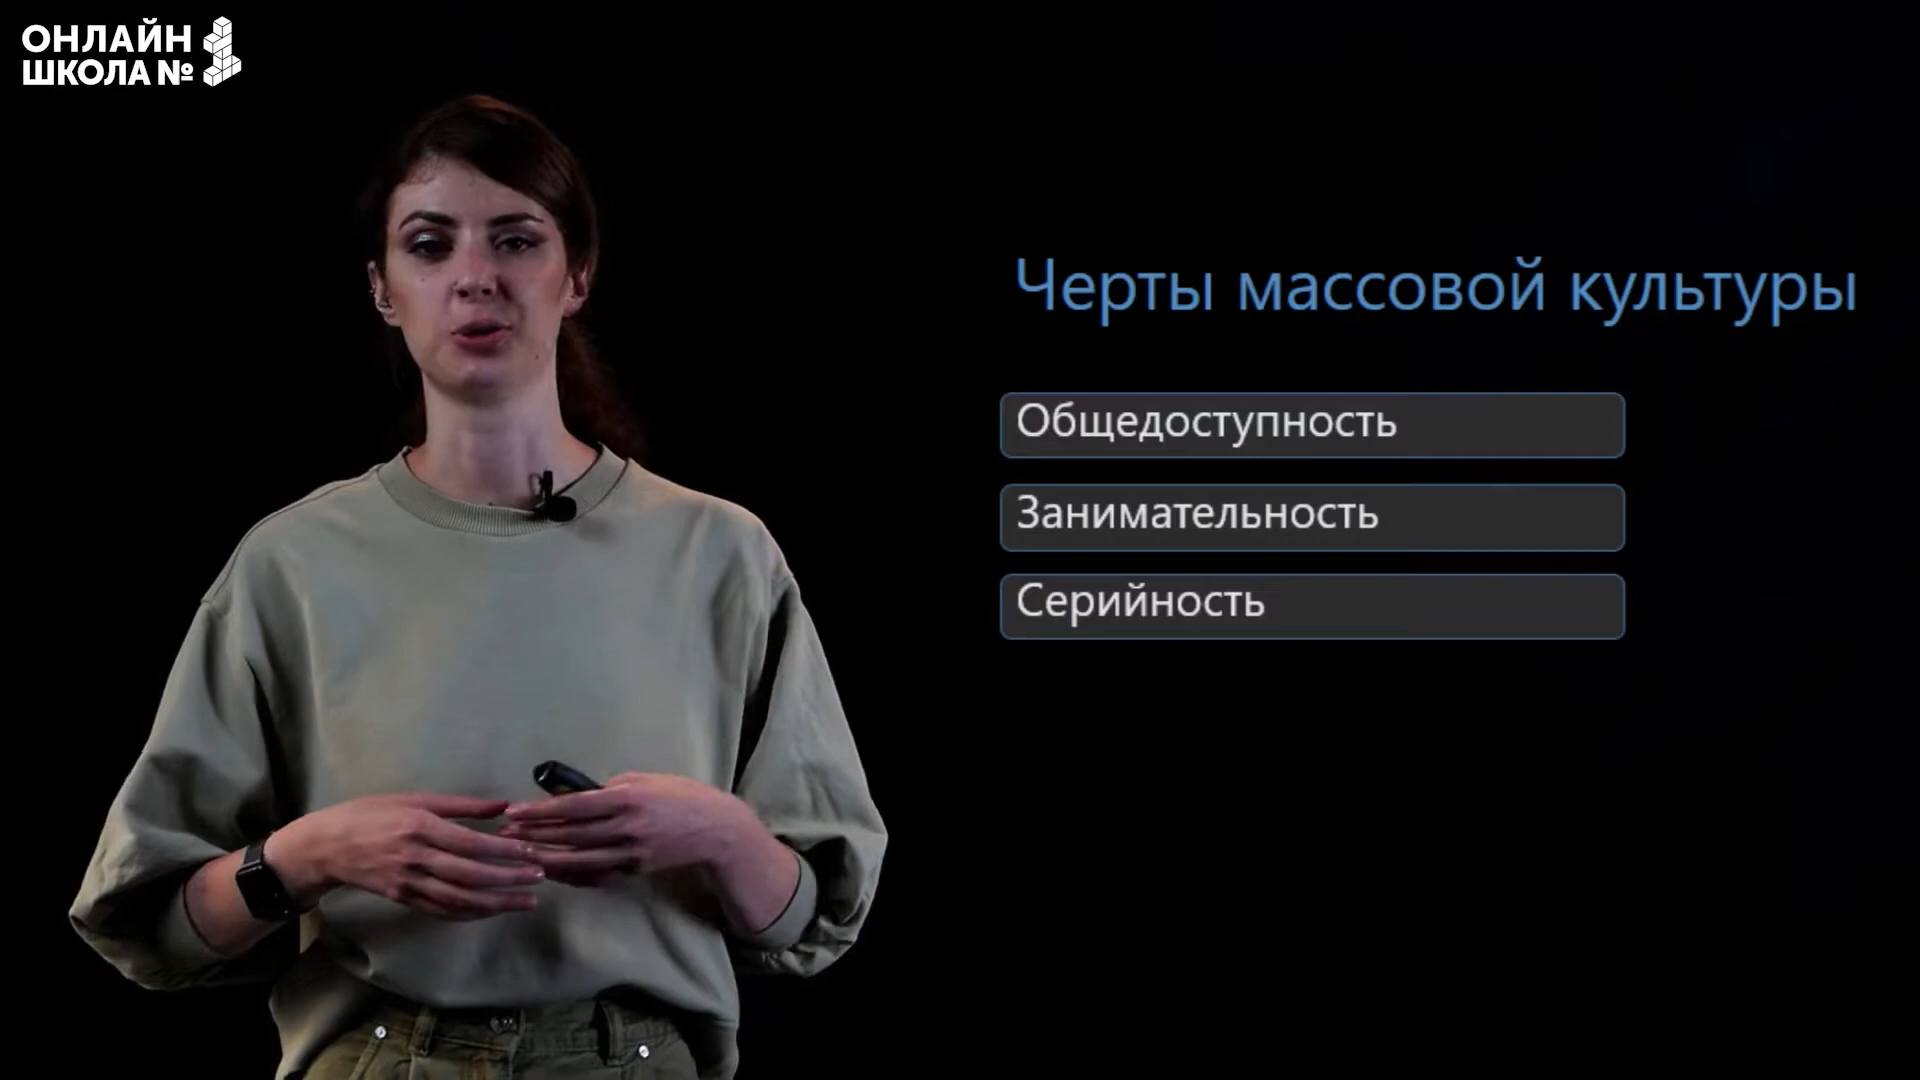 ОНЛАЙН
ШКОЛА №
Черты массовой культуры
Общедоступность
Занимательность
Серийность